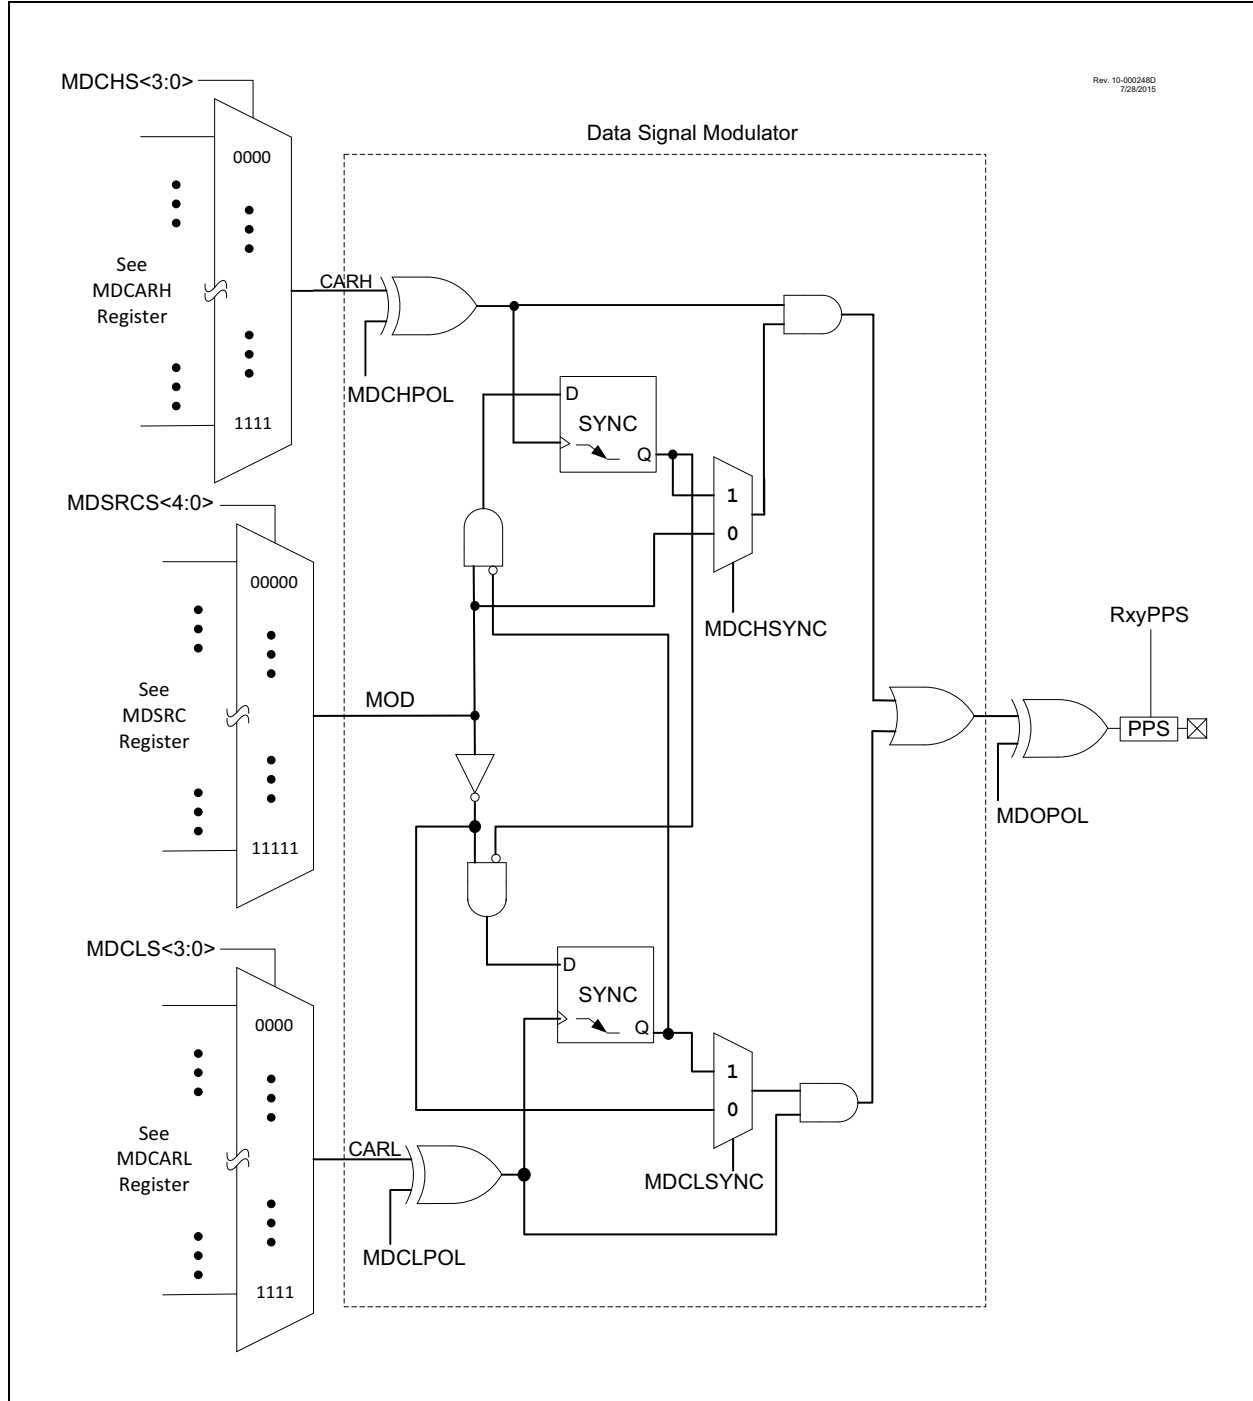 MDCHS<3:0>
Rev. 10-000248D
7/28/2015
Data Signal Modulator
0000
See
MDCARH
Register
CARH
MDCHPOL
1111
D
SYNC
Q
1
0
MDCHSYNC
MDSRCS<4:0>
00000
See
MDSRC
Register
MOD
11111
RxyPPS
PPS
MDOPOL
MDCLS<3:0>
0000
D
SYNC
Q
1
0
MDCLSYNC
See
MDCARL
Register
CARL
MDCLPOL
1111